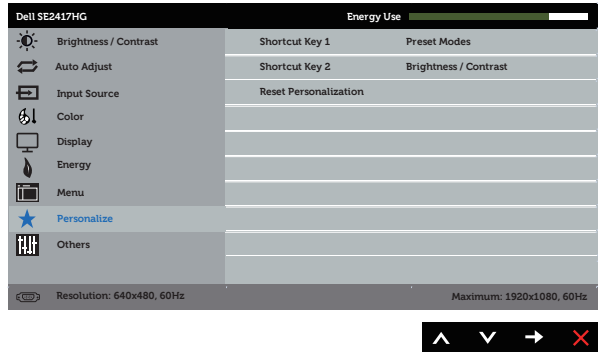 Dell SE2417HG Energy Use
Brightness / Contrast Shortcut Key 1 Preset Modes
Auto Adjust Shortcut Key 2 Brightness / Contrast
Input Source Reset Personalization
Color
Display
Energy
Menu
Personalize
Others
Resolution: 640x480, 60Hz Maximum: 1920x1080, 60Hz